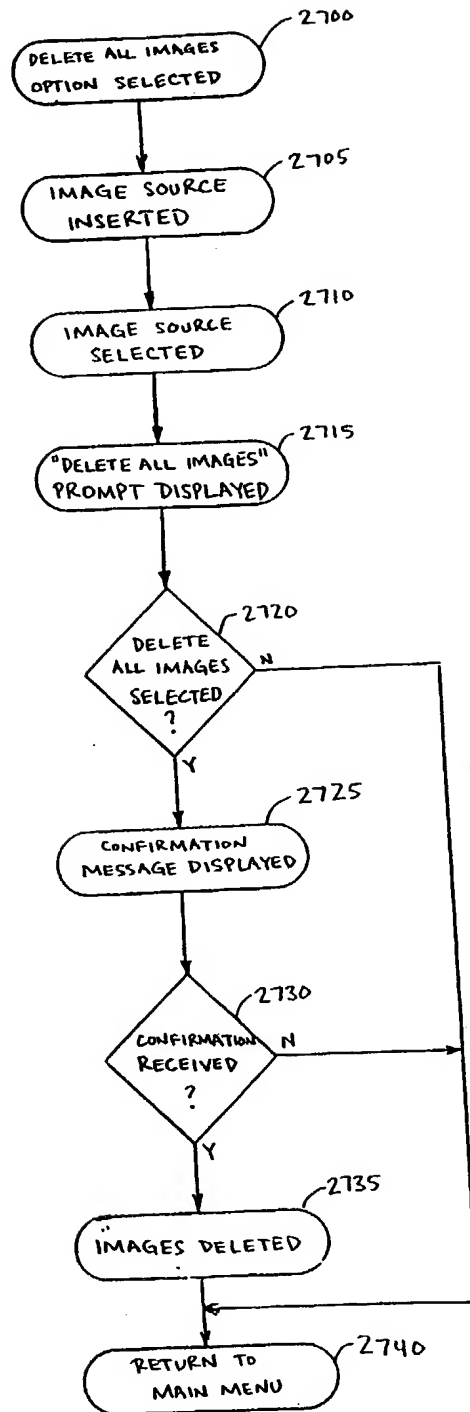 2700
DELETE ALL IMAGES
OPTION SELECTED
2705
IMAGE SOURCE
INSERTED
2710
IMAGE SOURCE
SELECTED
2715
"DELETE ALL IMAGES"
PROMPT DISPLAYED
2720
DELETE
ALL IMAGES
SELECTED
?
N
Y
2725
CONFIRMATION
MESSAGE DISPLAYED
2730
CONFIRMATION
RECEIVED
?
N
Y
2735
IMAGES DELETED
2740
RETURN TO
MAIN MENU